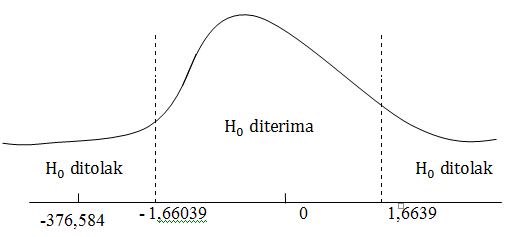 H₀ diterima
H₀ ditolak
H₀ ditolak
-376,584
-1,66039
0
1,6639